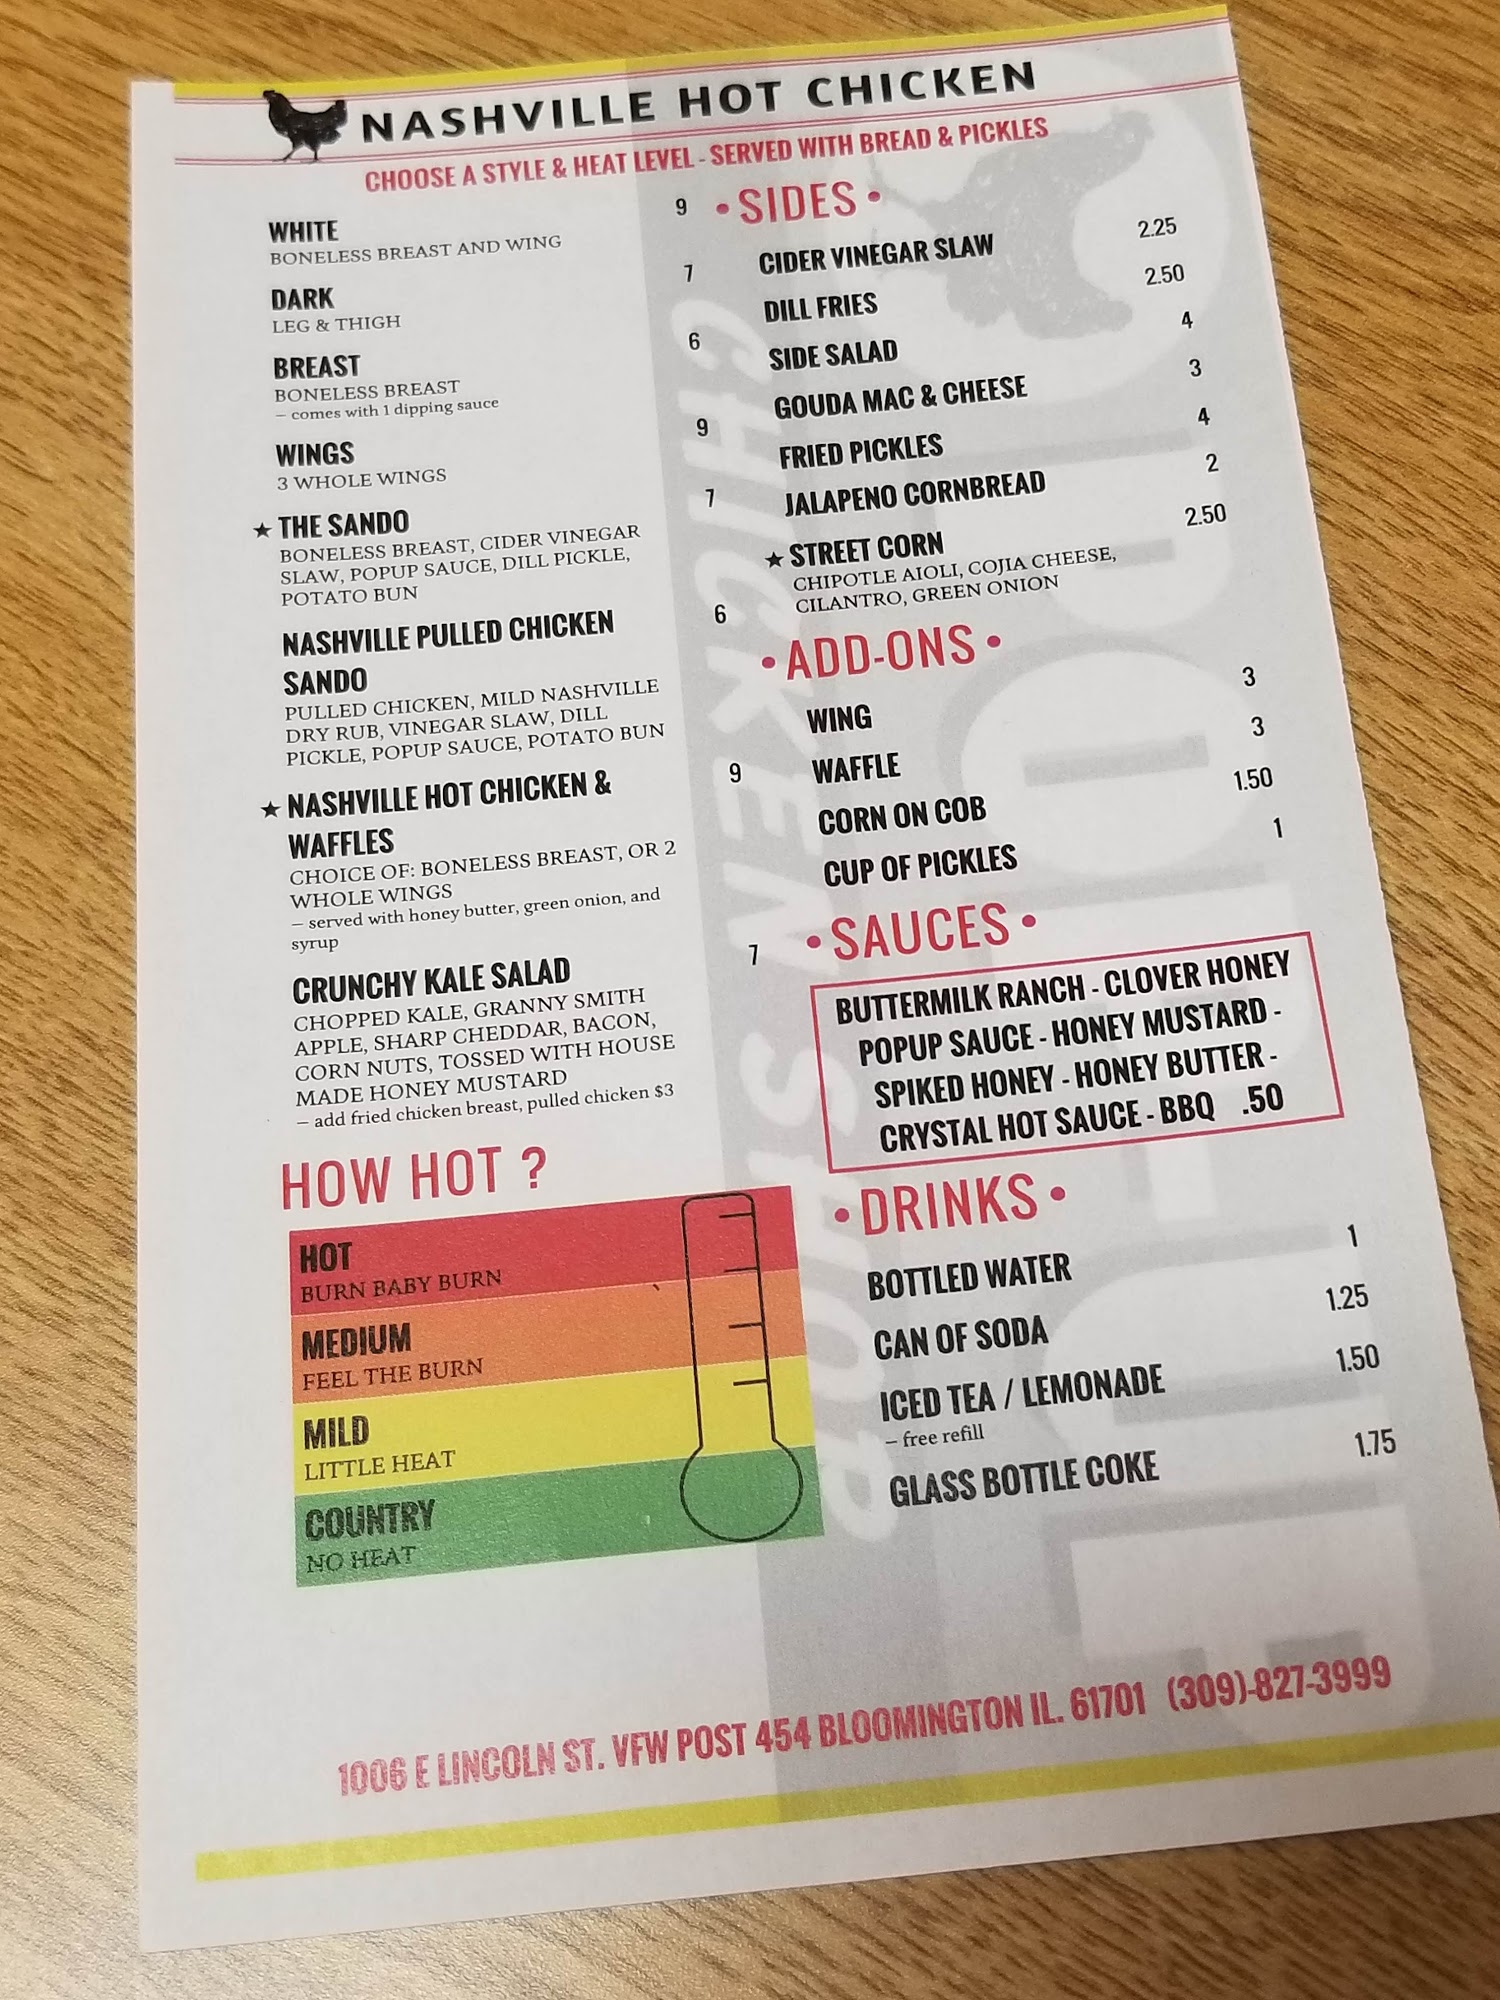 NASHVILLE HOT CHICKEN
CHOOSE A STYLE & HEAT LEVEL - SERVED WITH BREAD & PICKLES
WHITE 9
BONELESS BREAST AND WING
DARK 7
LEG & THIGH
BREAST 6
BONELESS BREAST
– comes with 1 dipping sauce
WINGS 9
3 WHOLE WINGS
★ THE SANDO 7
BONELESS BREAST, CIDER VINEGAR
SLAW, POPUP SAUCE, DILL PICKLE,
POTATO BUN
NASHVILLE PULLED CHICKEN 6
SANDO
PULLED CHICKEN, MILD NASHVILLE
DRY RUB, VINEGAR SLAW, DILL
PICKLE, POPUP SAUCE, POTATO BUN
★ NASHVILLE HOT CHICKEN & 9
WAFFLES
CHOICE OF: BONELESS BREAST, OR 2
WHOLE WINGS
– served with honey butter, green onion, and
syrup
CRUNCHY KALE SALAD 7
CHOPPED KALE, GRANNY SMITH
APPLE, SHARP CHEDDAR, BACON,
CORN NUTS, TOSSED WITH HOUSE
MADE HONEY MUSTARD
– add fried chicken breast, pulled chicken $3
HOW HOT ?
HOT
BURN BABY BURN
MEDIUM
FEEL THE BURN
MILD
LITTLE HEAT
COUNTRY
NO HEAT
• SIDES •
CIDER VINEGAR SLAW 2.25
DILL FRIES 2.50
SIDE SALAD 4
GOUDA MAC & CHEESE 3
FRIED PICKLES 4
JALAPENO CORNBREAD 2
★ STREET CORN 2.50
CHIPOTLE AIOLI, COJIA CHEESE,
CILANTRO, GREEN ONION
• ADD-ONS •
WING 3
WAFFLE 3
CORN ON COB 1.50
CUP OF PICKLES 1
• SAUCES •
BUTTERMILK RANCH - CLOVER HONEY
POPUP SAUCE - HONEY MUSTARD -
SPIKED HONEY - HONEY BUTTER -
CRYSTAL HOT SAUCE - BBQ .50
• DRINKS •
BOTTLED WATER 1
CAN OF SODA 1.25
ICED TEA / LEMONADE 1.50
– free refill
GLASS BOTTLE COKE 1.75
CHICKEN SHOP
1006 E LINCOLN ST. VFW POST 454 BLOOMINGTON IL. 61701 (309)-827-3999